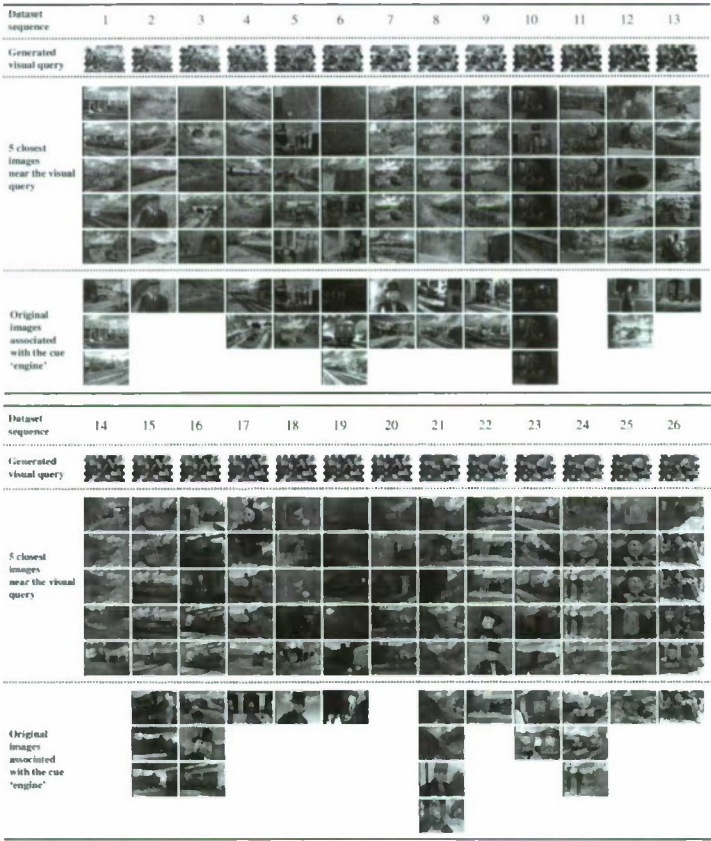 Dataset
sequence
1 2 3 4 5 6 7 8 9 10 11 12 13
Generated
visual query
5 closest
images
near the visual
query
Original
images
associated
with the cue
‘engine’
Dataset
sequence
14 15 16 17 18 19 20 21 22 23 24 25 26
Generated
visual query
5 closest
images
near the visual
query
Original
images
associated
with the cue
‘engine’